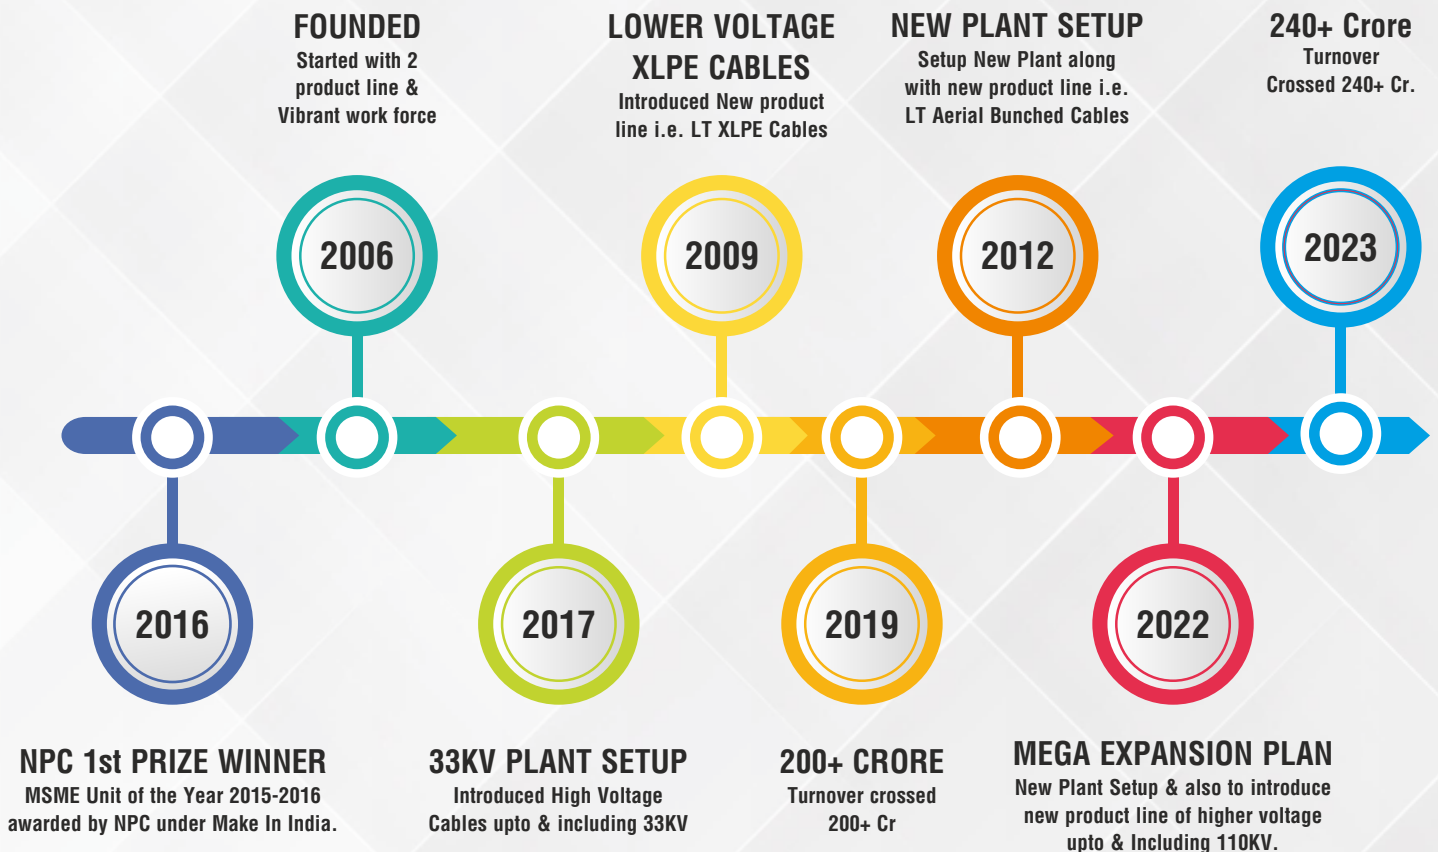 FOUNDED
Started with 2
product line &
Vibrant work force
2006
LOWER VOLTAGE
XLPE CABLES
Introduced New product
line i.e. LT XLPE Cables
2009
NEW PLANT SETUP
Setup New Plant along
with new product line i.e.
LT Aerial Bunched Cables
2012
240+ Crore
Turnover
Crossed 240+ Cr.
2023
2016
NPC 1st PRIZE WINNER
MSME Unit of the Year 2015-2016
awarded by NPC under Make In India.
2017
33KV PLANT SETUP
Introduced High Voltage
Cables upto & including 33KV
2019
200+ CRORE
Turnover crossed
200+ Cr
2022
MEGA EXPANSION PLAN
New Plant Setup & also to introduce
new product line of higher voltage
upto & Including 110KV.